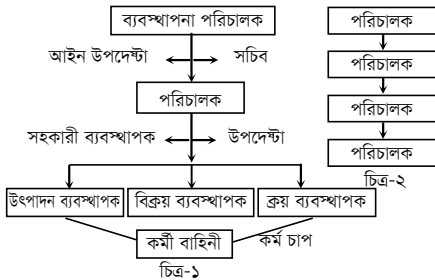 ব্যবস্থাপনা পরিচালক
আইন উপদেষ্টা
সচিব
পরিচালক
সহকারী ব্যবস্থাপক
উপদেষ্টা
উৎপাদন ব্যবস্থাপক
বিক্রয় ব্যবস্থাপক
ক্রয় ব্যবস্থাপক
কর্মী বাহিনী
কর্ম চাপ
চিত্র-১
পরিচালক
পরিচালক
পরিচালক
পরিচালক
চিত্র-২